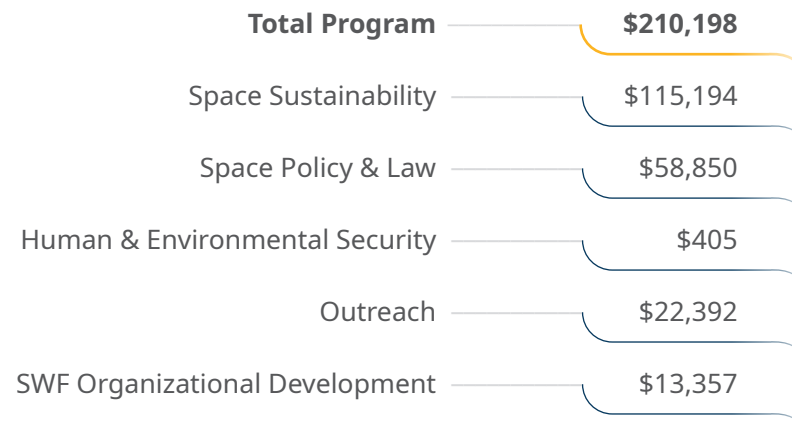 Total Program $210,198
Space Sustainability $115,194
Space Policy & Law $58,850
Human & Environmental Security $405
Outreach $22,392
SWF Organizational Development $13,357